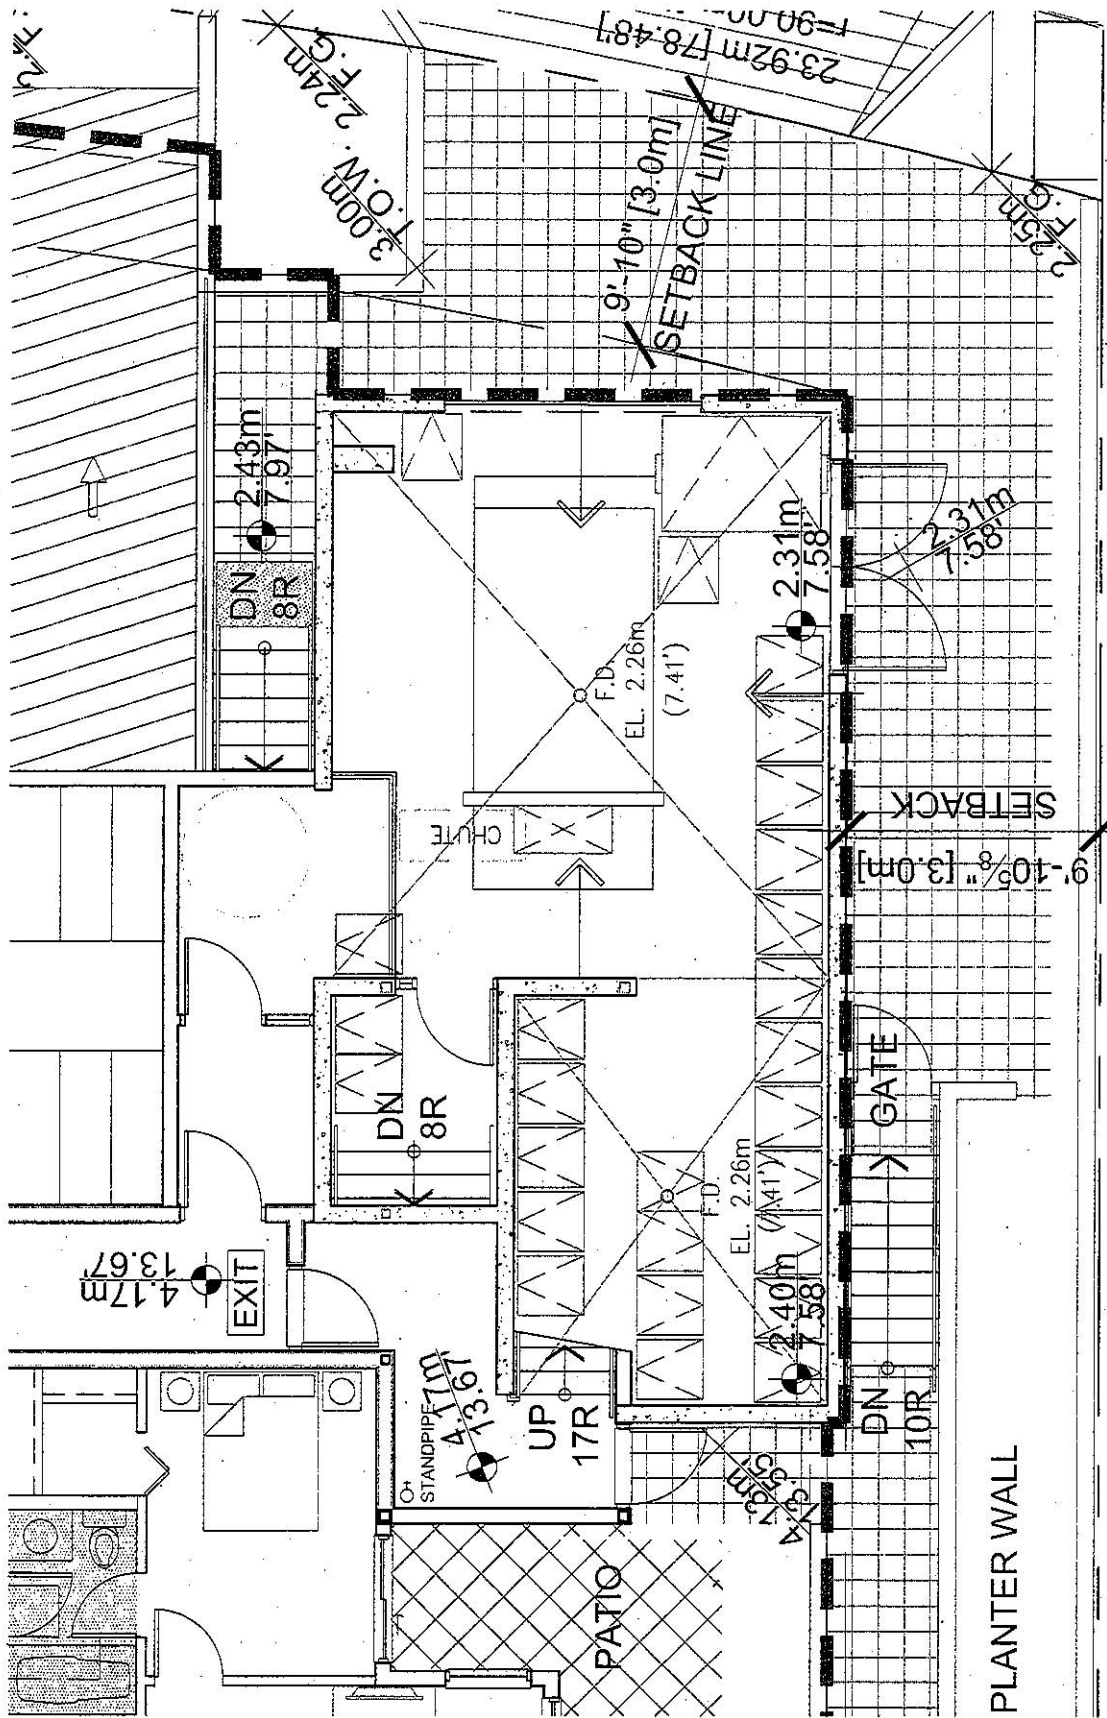 23.92m [78.48']
2.24m
F.G.
3.00m
T.O.W.
9'-10" [3.0m]
SETBACK LINE
2.25m
F.G.
2.43m
7.97'
DN
8R
2.31m
7.58'
2.31m
7.58'
F.D.
EL. 2.26m
(7.41')
CHUTE
SETBACK
9'-10⅝" [3.0m]
GATE
DN
8R
4.17m
13.67'
EXIT
F.D.
EL. 2.26m
(7.41')
2.40m
7.58'
STANDPIPE
4.17m
13.67'
UP
17R
DN
10R
4.73m
PATIO
PLANTER WALL